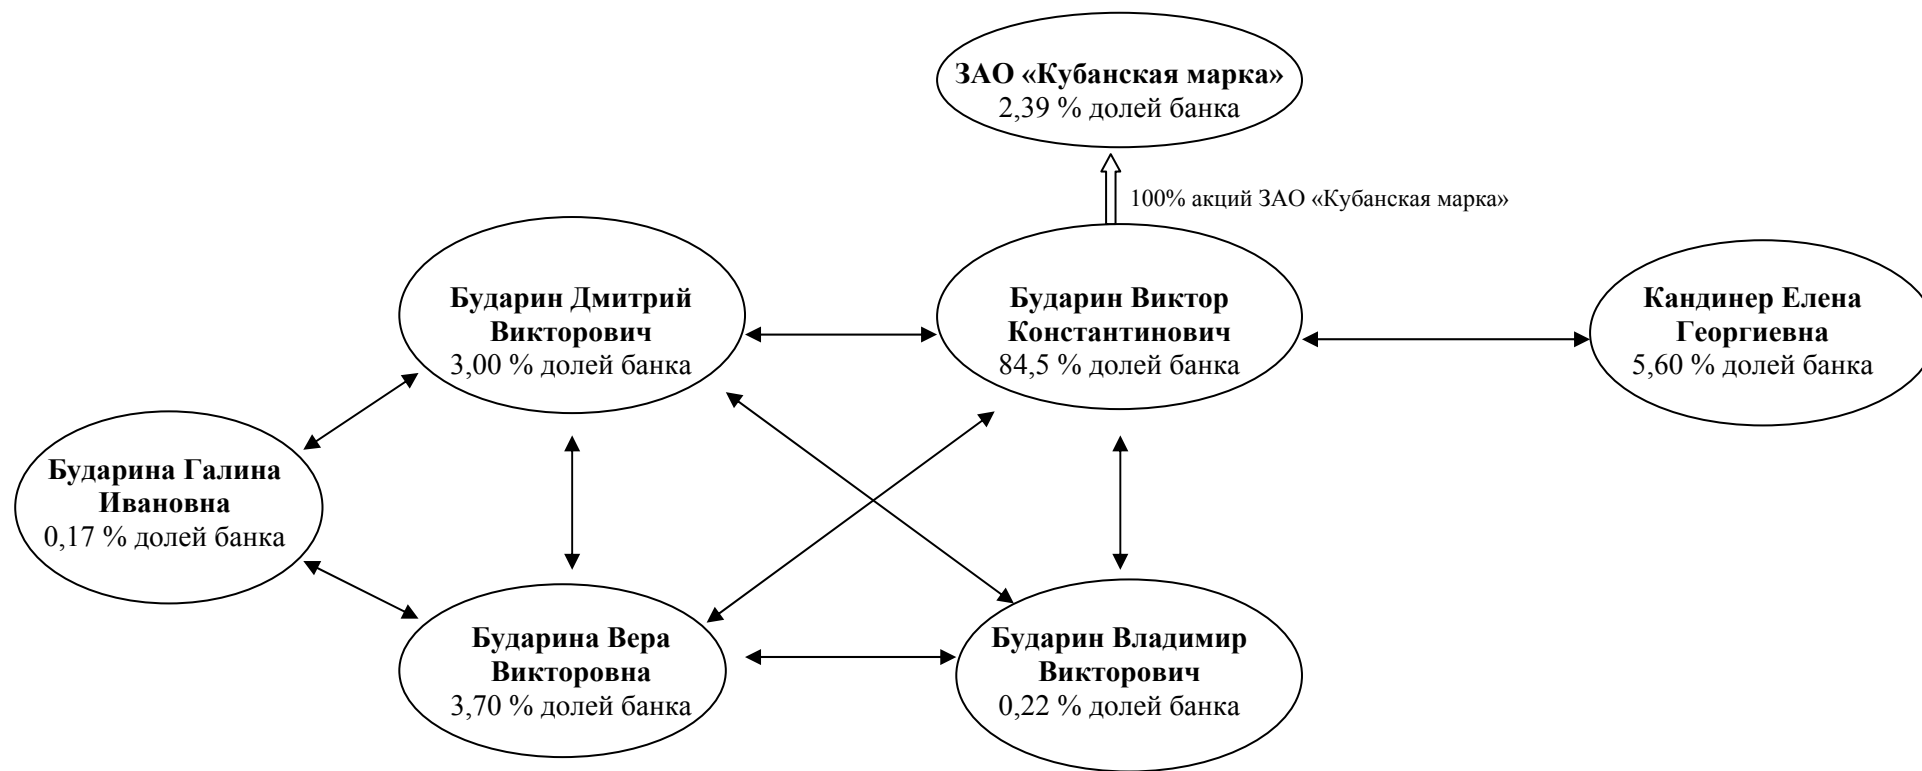 ЗАО «Кубанская марка»
2,39 % долей банка
100% акций ЗАО «Кубанская марка»
Бударин Дмитрий
Викторович
3,00 % долей банка
Бударин Виктор
Константинович
84,5 % долей банка
Кандинер Елена
Георгиевна
5,60 % долей банка
Бударина Галина
Ивановна
0,17 % долей банка
Бударина Вера
Викторовна
3,70 % долей банка
Бударин Владимир
Викторович
0,22 % долей банка